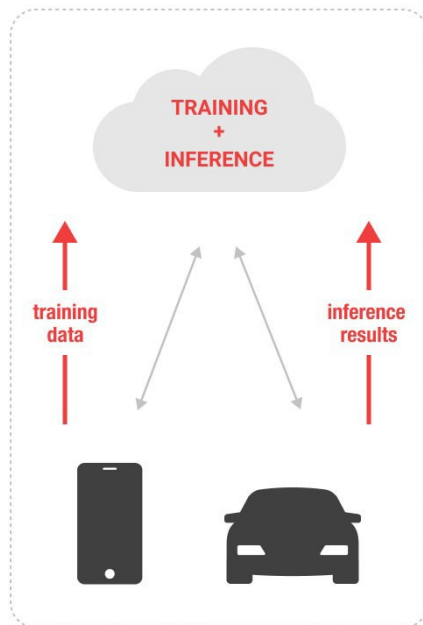 TRAINING
+
INFERENCE
training
data
inference
results